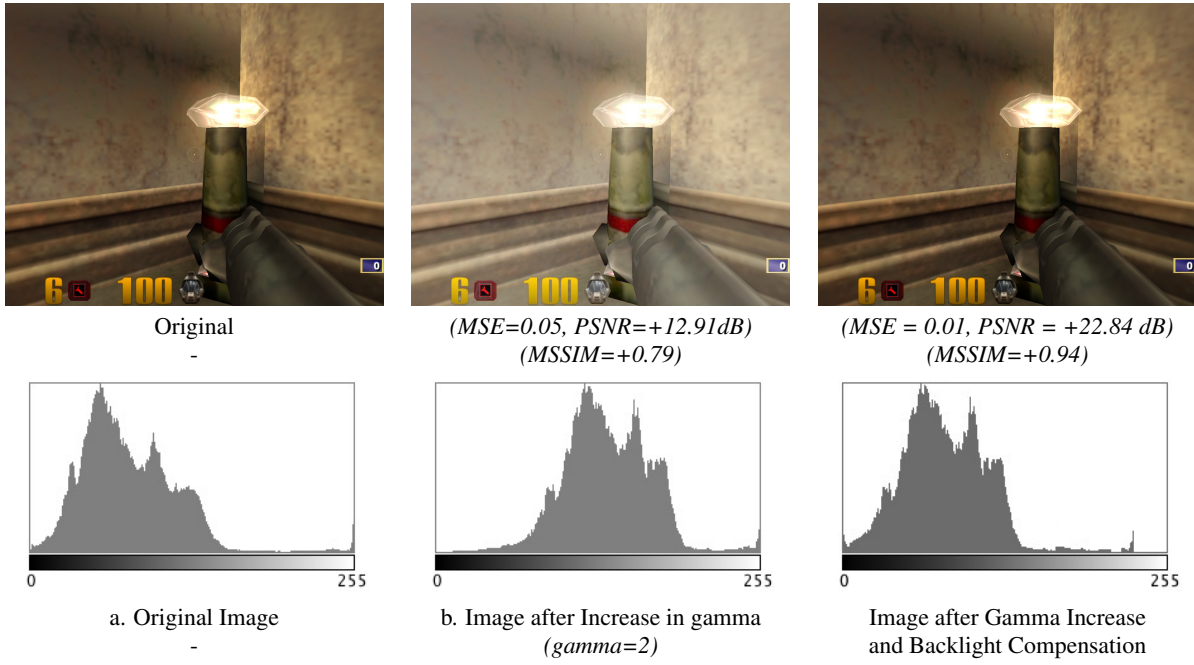 6 100 0
6 100 0
6 100 0
Original
-
(MSE=0.05, PSNR=+12.91dB)
(MSSIM=+0.79)
(MSE = 0.01, PSNR = +22.84 dB)
(MSSIM=+0.94)
0 255
0 255
0 255
a. Original Image
-
b. Image after Increase in gamma
(gamma=2)
Image after Gamma Increase
and Backlight Compensation